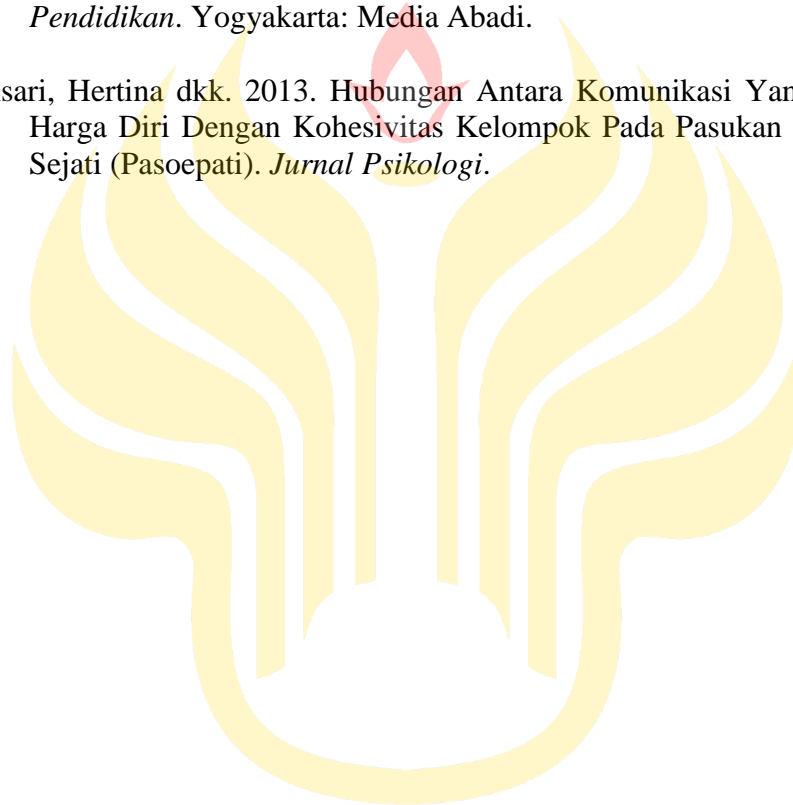 Pendidikan. Yogyakarta: Media Abadi.
sari, Hertina dkk. 2013. Hubungan Antara Komunikasi Yan
Harga Diri Dengan Kohesivitas Kelompok Pada Pasukan
Sejati (Pasoepati). Jurnal Psikologi.